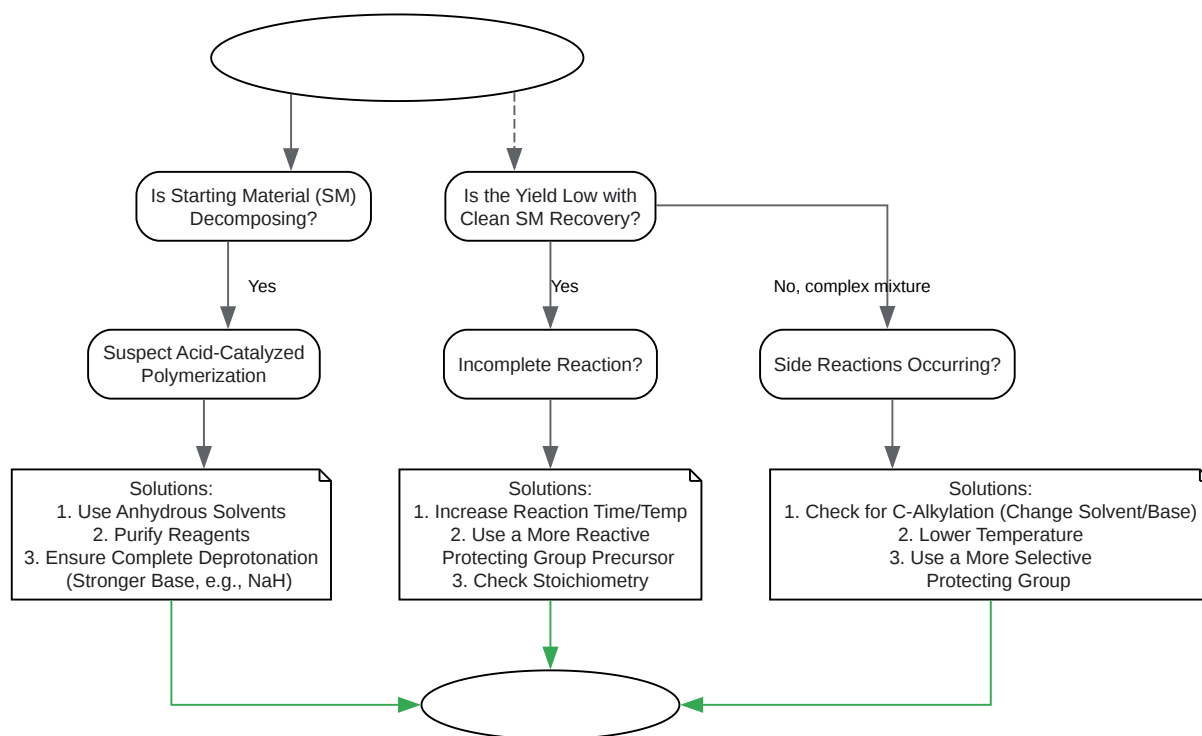 Is Starting Material (SM)
Decomposing?
Is the Yield Low with
Clean SM Recovery?
Yes
Yes
No, complex mixture
Suspect Acid-Catalyzed
Polymerization
Incomplete Reaction?
Side Reactions Occurring?
Solutions:
1. Use Anhydrous Solvents
2. Purify Reagents
3. Ensure Complete Deprotonation
(Stronger Base, e.g., NaH)
Solutions:
1. Increase Reaction Time/Temp
2. Use a More Reactive
Protecting Group Precursor
3. Check Stoichiometry
Solutions:
1. Check for C-Alkylation (Change Solvent/Base)
2. Lower Temperature
3. Use a More Selective
Protecting Group